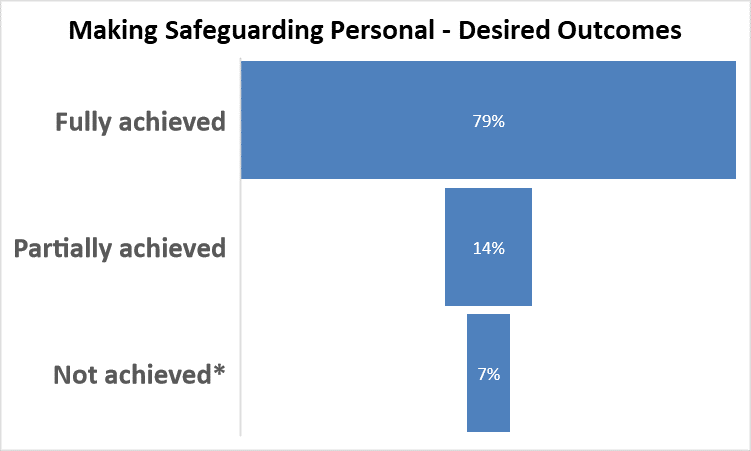 Making Safeguarding Personal - Desired Outcomes
Fully achieved
79%
Partially achieved
14%
Not achieved*
7%